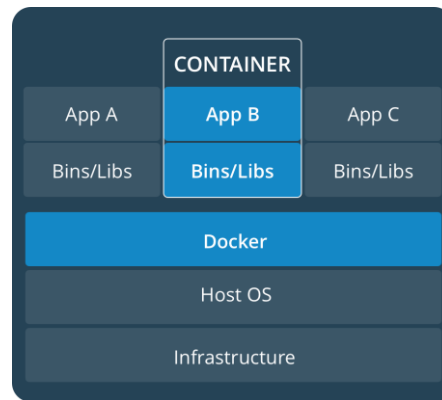 CONTAINER
App A App B App C
Bins/Libs Bins/Libs Bins/Libs
Docker
Host OS
Infrastructure